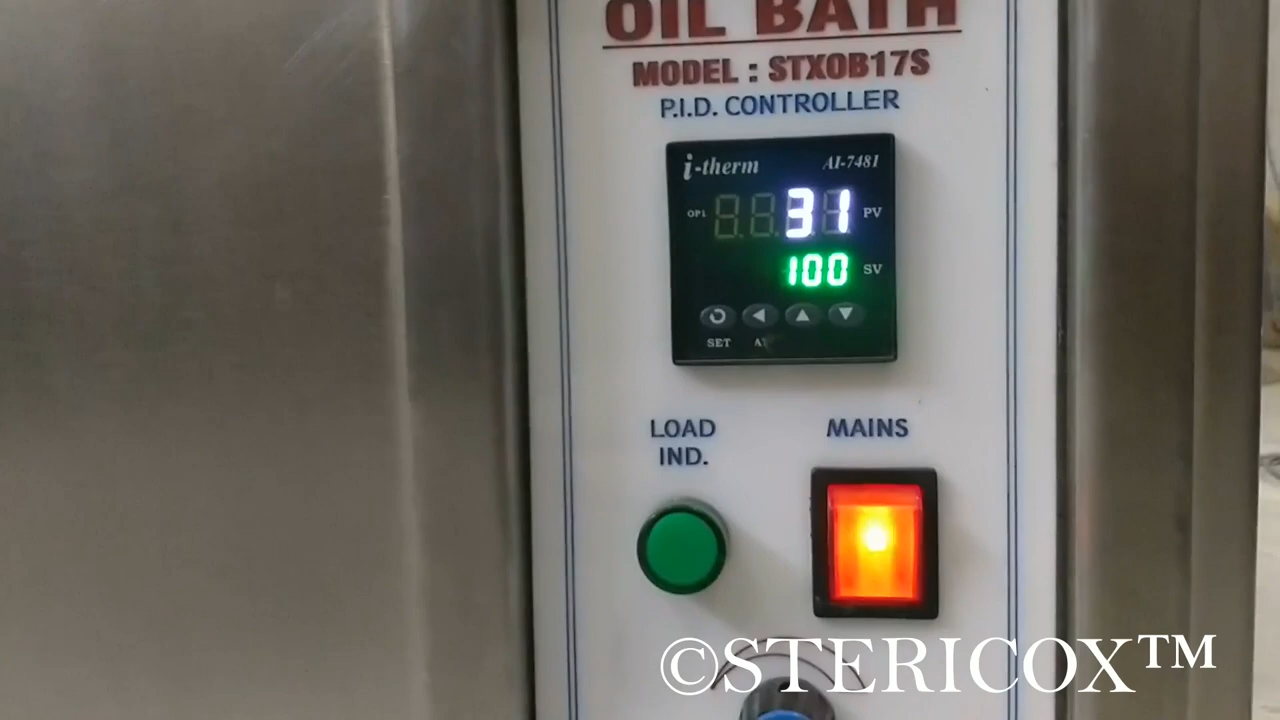 OIL BATH
MODEL : STXOB17S
P.I.D. CONTROLLER
i-therm AI-7481
OP1 31 PV
100 SV
SET
LOAD IND.
MAINS
©STERICOX™